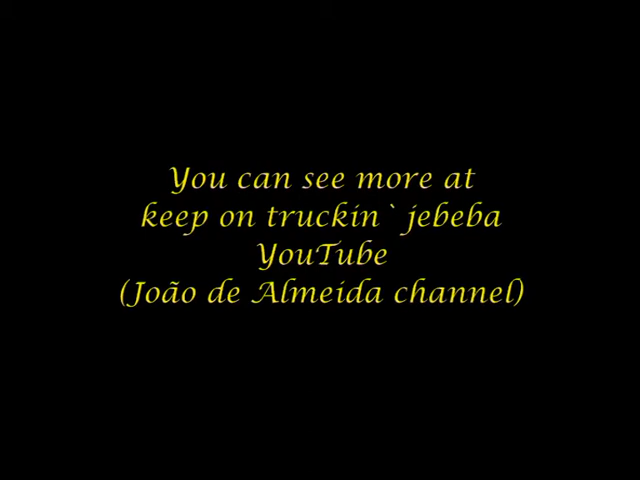 You can see more at
keep on truckin` jebeba
YouTube
(João de Almeida channel)